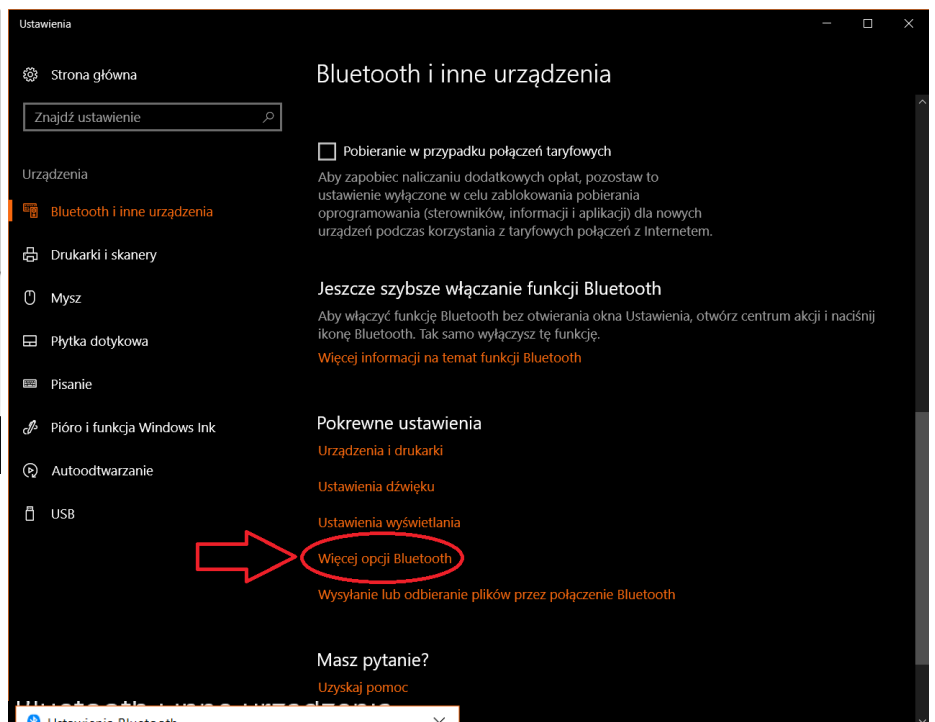 Ustawienia
Strona główna
Znajdź ustawienie
Urządzenia
Bluetooth i inne urządzenia
Drukarki i skanery
Mysz
Płytka dotykowa
Pisanie
Pióro i funkcja Windows Ink
Autoodtwarzanie
USB
Bluetooth i inne urządzenia
Pobieranie w przypadku połączeń taryfowych
Aby zapobiec naliczaniu dodatkowych opłat, pozostaw to
ustawienie wyłączone w celu zablokowania pobierania
oprogramowania (sterowników, informacji i aplikacji) dla nowych
urządzeń podczas korzystania z taryfowych połączeń z Internetem.
Jeszcze szybsze włączanie funkcji Bluetooth
Aby włączyć funkcję Bluetooth bez otwierania okna Ustawienia, otwórz centrum akcji i naciśnij
ikonę Bluetooth. Tak samo wyłączysz tę funkcję.
Więcej informacji na temat funkcji Bluetooth
Pokrewne ustawienia
Urządzenia i drukarki
Ustawienia dźwięku
Ustawienia wyświetlania
Więcej opcji Bluetooth
Wysyłanie lub odbieranie plików przez połączenie Bluetooth
Masz pytanie?
Uzyskaj pomoc
Bluetooth i inne urządzenia
Ustawienia Bluetooth